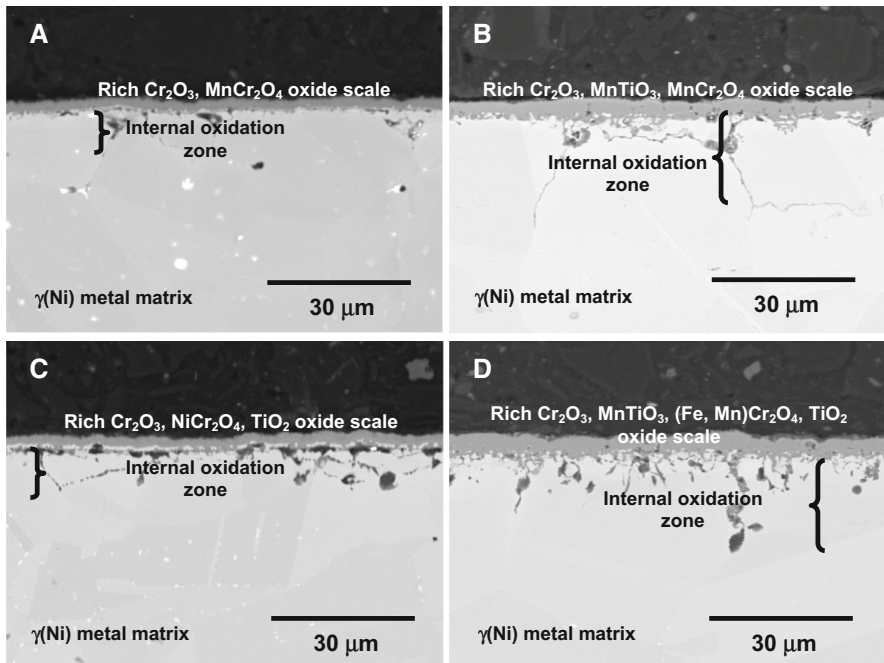 A
Rich Cr₂O₃, MnCr₂O₄ oxide scale
Internal oxidation
zone
γ(Ni) metal matrix
30 μm
B
Rich Cr₂O₃, MnTiO₃, MnCr₂O₄ oxide scale
Internal oxidation
zone
γ(Ni) metal matrix
30 μm
C
Rich Cr₂O₃, NiCr₂O₄, TiO₂ oxide scale
Internal oxidation
zone
γ(Ni) metal matrix
30 μm
D
Rich Cr₂O₃, MnTiO₃, (Fe, Mn)Cr₂O₄, TiO₂
oxide scale
Internal oxidation
zone
γ(Ni) metal matrix
30 μm